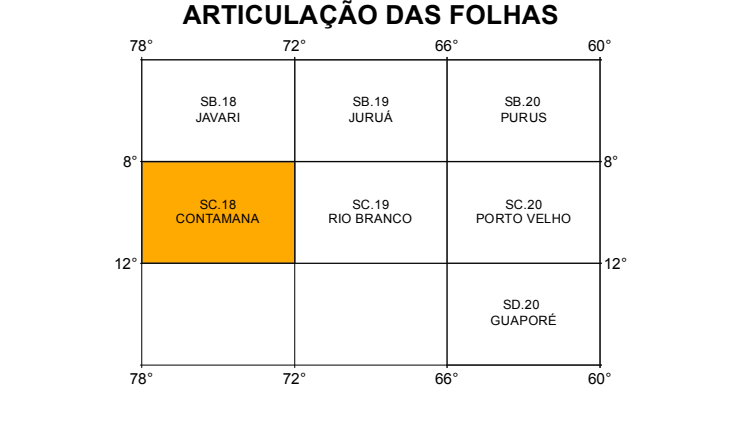 ARTICULAÇÃO DAS FOLHAS
78° 72° 66° 60°
SB.18 SB.19 SB.20
JAVARI JURUÁ PURUS
8° 8°
SC.18 SC.19 SC.20
CONTAMANA RIO BRANCO PORTO VELHO
12° 12°
SD.20
GUAPORÉ
78° 72° 66° 60°